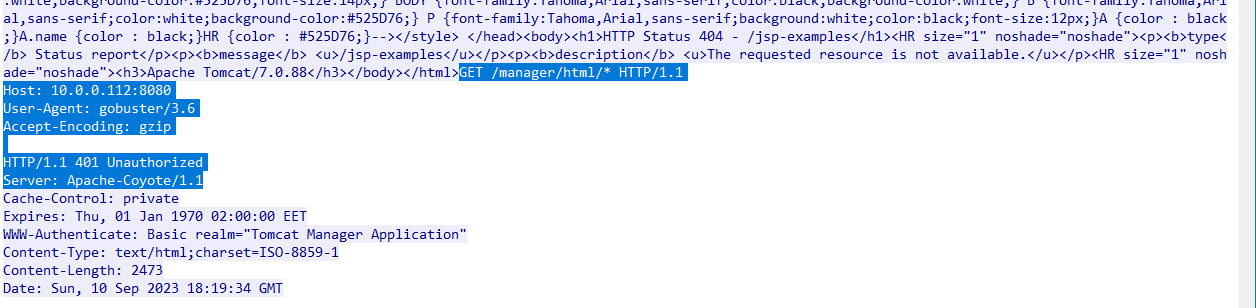 :white;background-color:#525D76;font-size:14px;} BODY {font-family:Tahoma,Arial,sans-serif;color:black;background-color:white;} B {font-family:Tahoma,Ari
al,sans-serif;color:white;background-color:#525D76;} P {font-family:Tahoma,Arial,sans-serif;background:white;color:black;font-size:12px;}A {color : black
;}A.name {color : black;}HR {color : #525D76;}--></style> </head><body><h1>HTTP Status 404 - /jsp-examples</h1><HR size="1" noshade="noshade"><p><b>type<
/b> Status report</p><p><b>message</b> <u>/jsp-examples</u></p><p><b>description</b> <u>The requested resource is not available.</u></p><HR size="1" nosh
ade="noshade"><h3>Apache Tomcat/7.0.88</h3></body></html>GET /manager/html/* HTTP/1.1
Host: 10.0.0.112:8080
User-Agent: gobuster/3.6
Accept-Encoding: gzip
HTTP/1.1 401 Unauthorized
Server: Apache-Coyote/1.1
Cache-Control: private
Expires: Thu, 01 Jan 1970 02:00:00 EET
WWW-Authenticate: Basic realm="Tomcat Manager Application"
Content-Type: text/html;charset=ISO-8859-1
Content-Length: 2473
Date: Sun, 10 Sep 2023 18:19:34 GMT